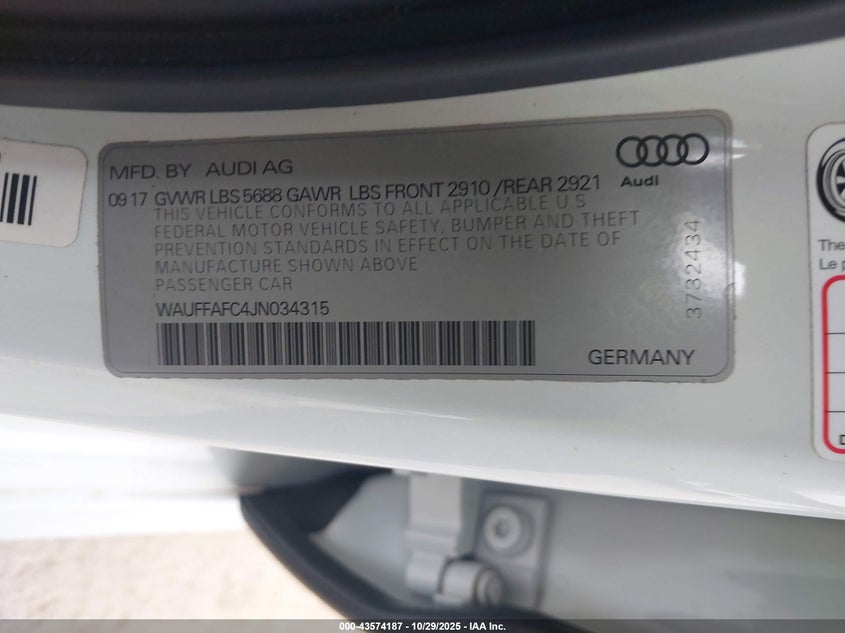 MFD. BY AUDI AG
Audi
09 17 GVWR LBS 5688 GAWR LBS FRONT 2910 /REAR 2921
THIS VEHICLE CONFORMS TO ALL APPLICABLE U S
FEDERAL MOTOR VEHICLE SAFETY, BUMPER AND THEFT
PREVENTION STANDARDS IN EFFECT ON THE DATE OF
MANUFACTURE SHOWN ABOVE
PASSENGER CAR
WAUFFAFC4JN034315
GERMANY
3732434
The
Le
000-43574187 - 10/29/2025 - IAA Inc.